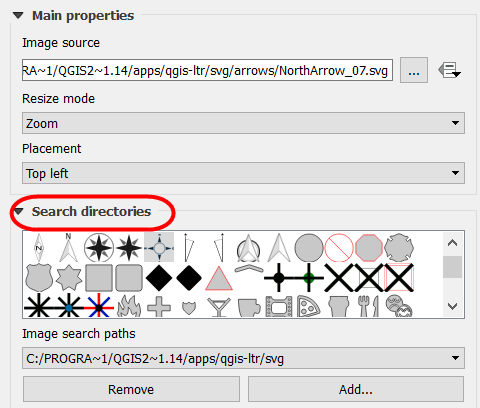 Main properties
Image source
RA~1/QGIS2~1.14/apps/qgis-ltr/svg/arrows/NorthArrow_07.svg
...
Resize mode
Zoom
Placement
Top left
Search directories
N
Image search paths
C:/PROGRA~1/QGIS2~1.14/apps/qgis-ltr/svg
Remove
Add...